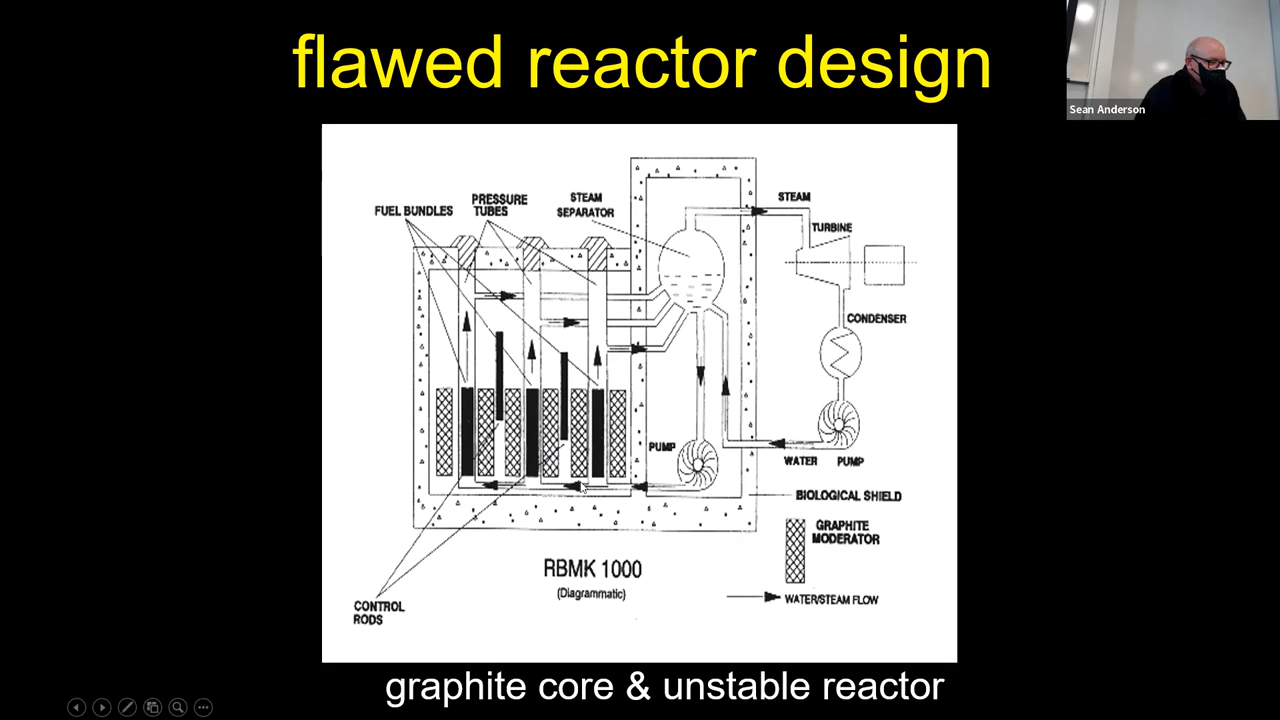 flawed reactor design
Sean Anderson
FUEL BUNDLES
PRESSURE
TUBES
STEAM
SEPARATOR
STEAM
TURBINE
CONDENSER
PUMP
WATER PUMP
BIOLOGICAL SHIELD
GRAPHITE
MODERATOR
RBMK 1000
(Diagrammatic)
WATER/STEAM FLOW
CONTROL
RODS
graphite core & unstable reactor